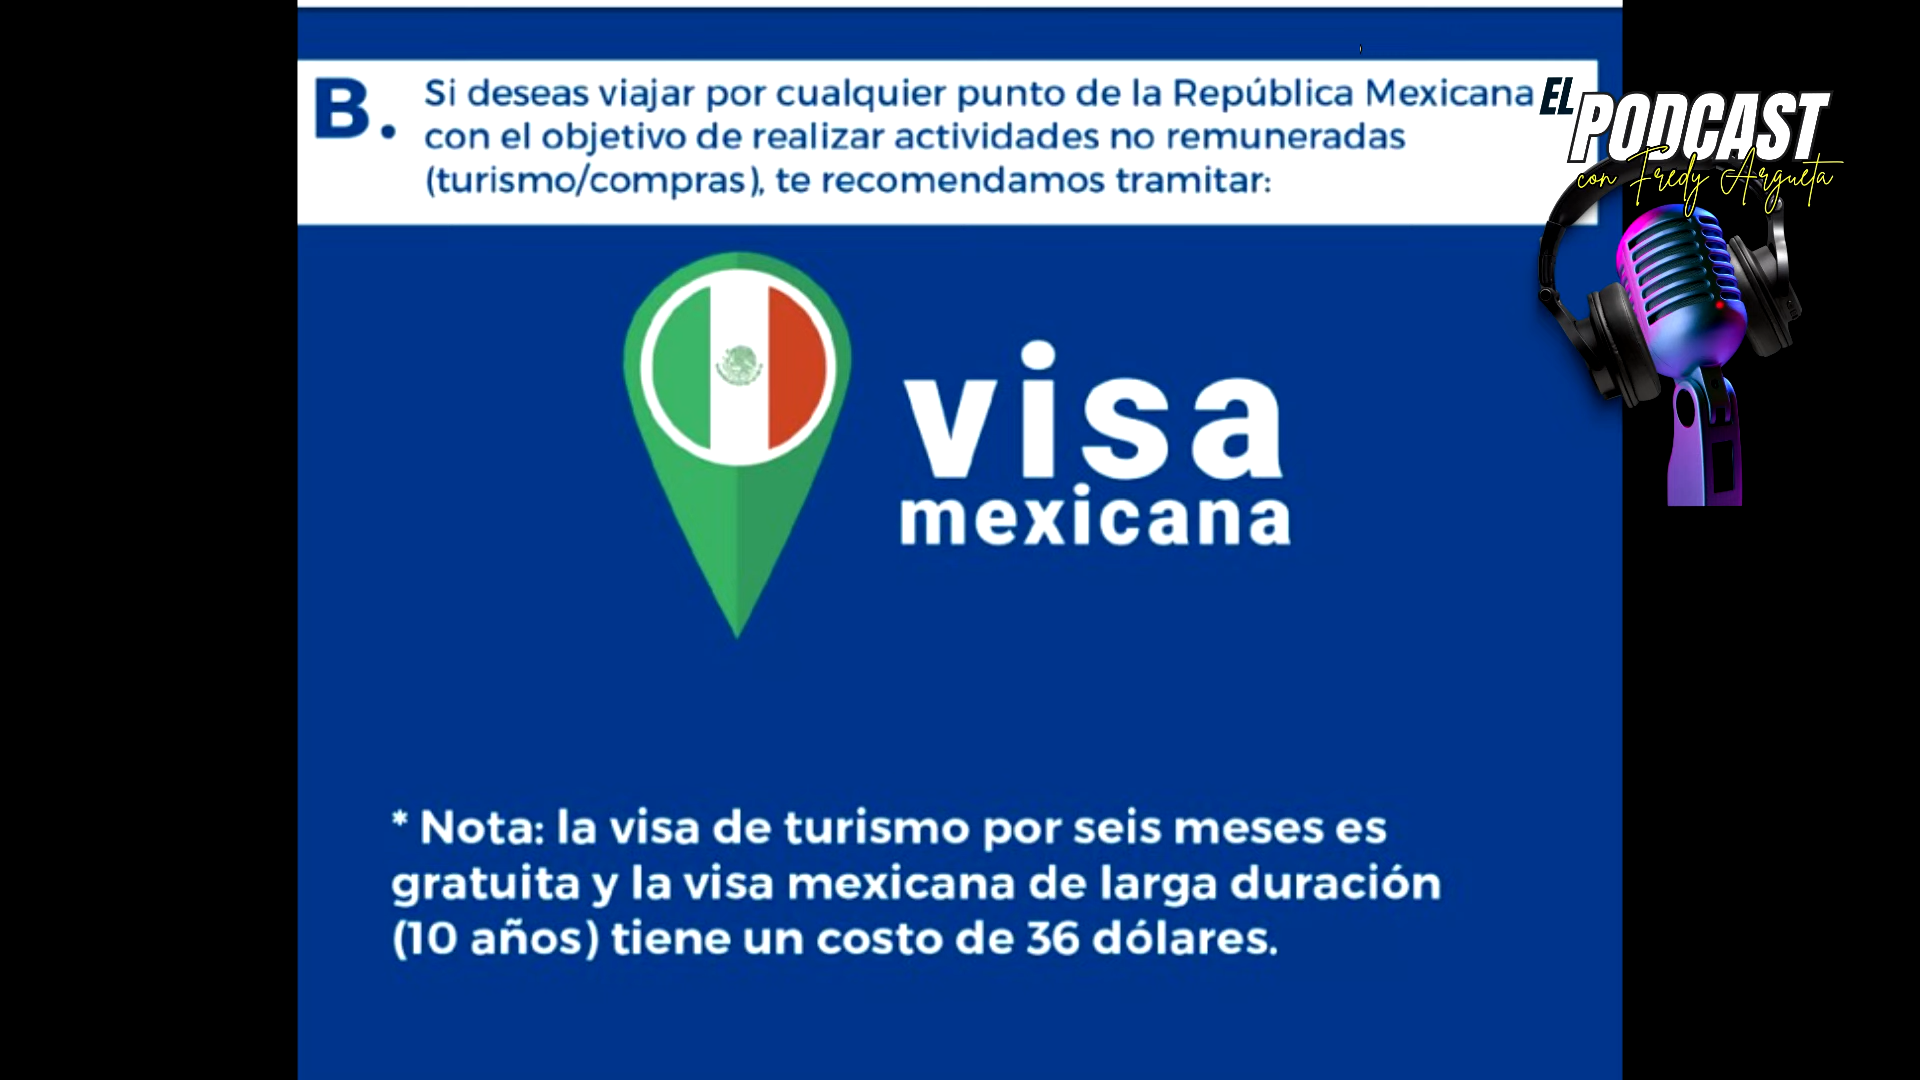 B.
Si deseas viajar por cualquier punto de la República Mexicana
con el objetivo de realizar actividades no remuneradas
(turismo/compras), te recomendamos tramitar:
EL
PODCAST
con Fredy Argueta
visa
mexicana
* Nota: la visa de turismo por seis meses es
gratuita y la visa mexicana de larga duración
(10 años) tiene un costo de 36 dólares.